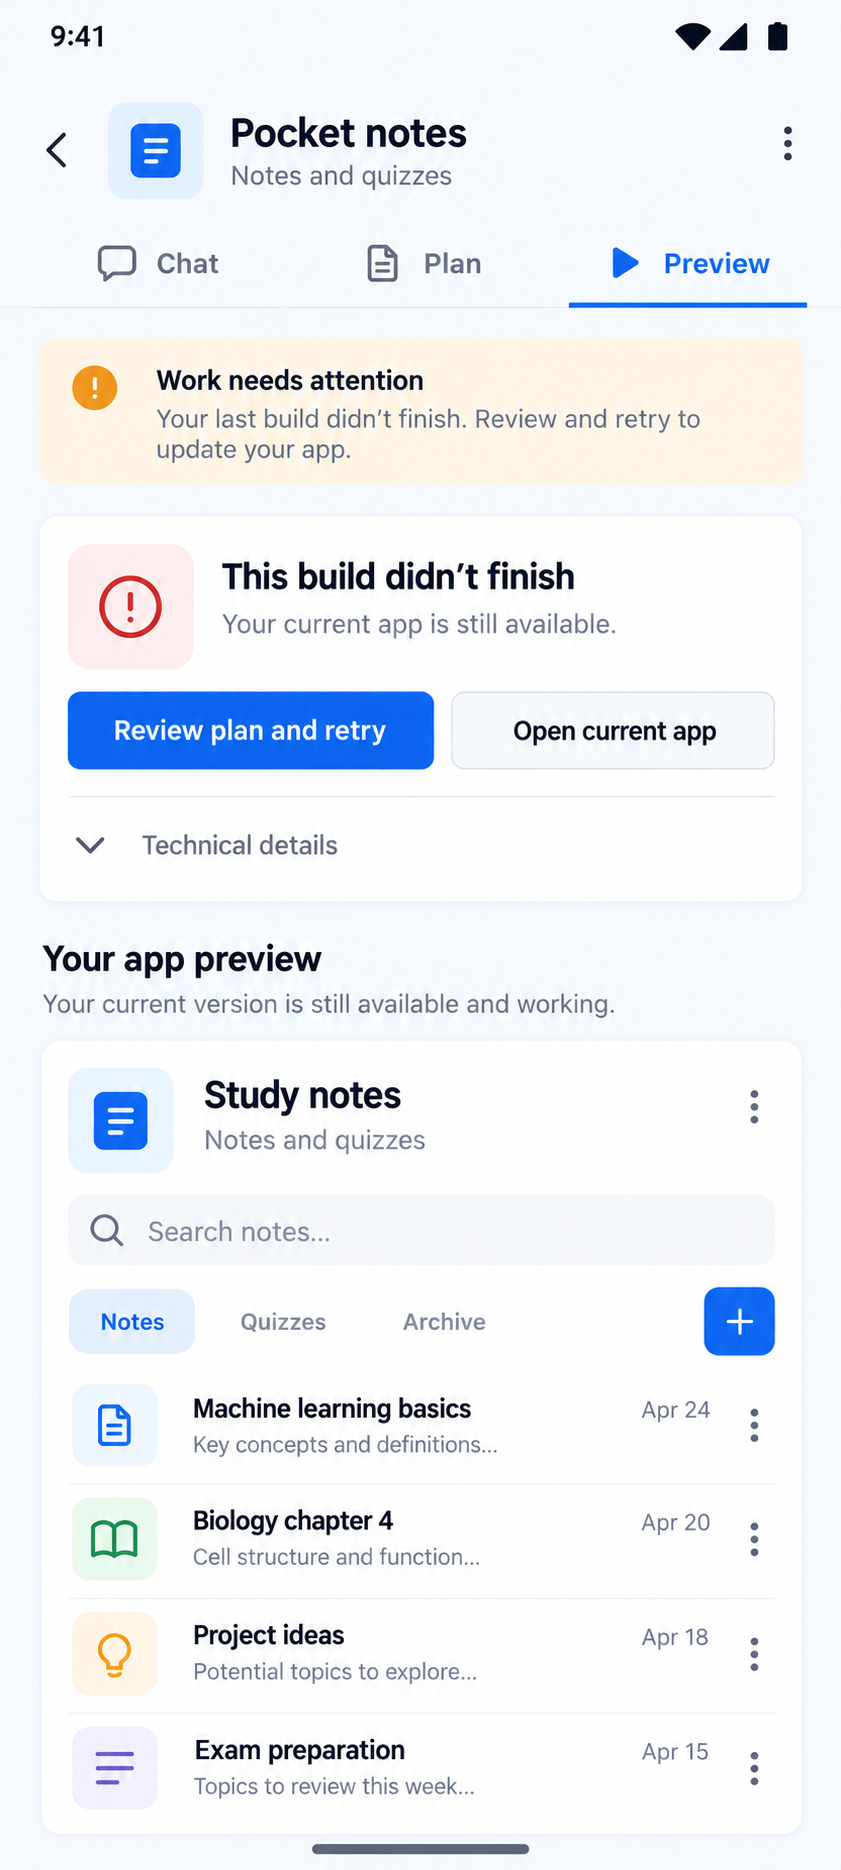 9:41
Pocket notes
Notes and quizzes
Chat
Plan
Preview
Work needs attention
Your last build didn’t finish. Review and retry to
update your app.
This build didn’t finish
Your current app is still available.
Review plan and retry
Open current app
Technical details
Your app preview
Your current version is still available and working.
Study notes
Notes and quizzes
Search notes...
Notes
Quizzes
Archive
Machine learning basics
Apr 24
Key concepts and definitions...
Biology chapter 4
Apr 20
Cell structure and function...
Project ideas
Apr 18
Potential topics to explore...
Exam preparation
Apr 15
Topics to review this week...